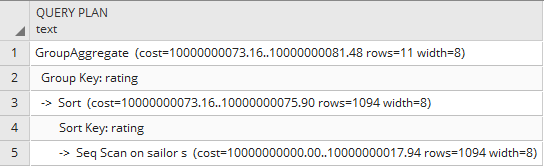 QUERY PLAN
text
1 GroupAggregate (cost=10000000073.16..10000000081.48 rows=11 width=8)
2 Group Key: rating
3 -> Sort (cost=10000000073.16..10000000075.90 rows=1094 width=8)
4 Sort Key: rating
5 -> Seq Scan on sailor s (cost=10000000000.00..10000000017.94 rows=1094 width=8)